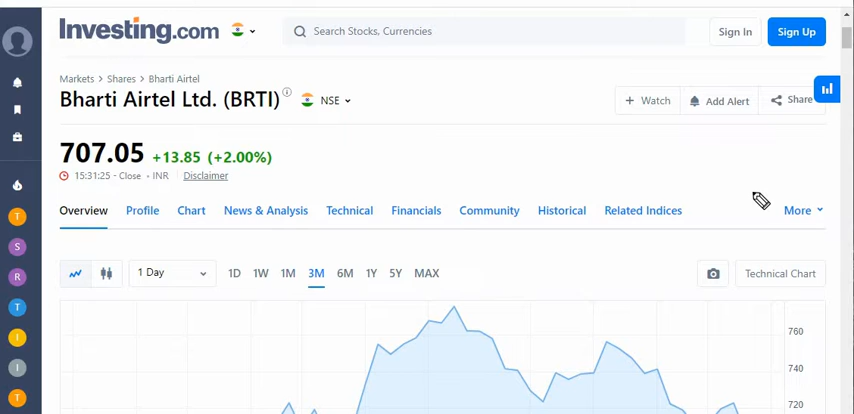 Investing.com
Search Stocks, Currencies
Sign In
Sign Up
Markets > Shares > Bharti Airtel
Bharti Airtel Ltd. (BRTI)
NSE
+ Watch
Add Alert
Share
707.05 +13.85 (+2.00%)
15:31:25 - Close • INR
Disclaimer
Overview
Profile
Chart
News & Analysis
Technical
Financials
Community
Historical
Related Indices
More
1 Day
1D
1W
1M
3M
6M
1Y
5Y
MAX
Technical Chart
760
740
720
T
S
R
T
I
I
T